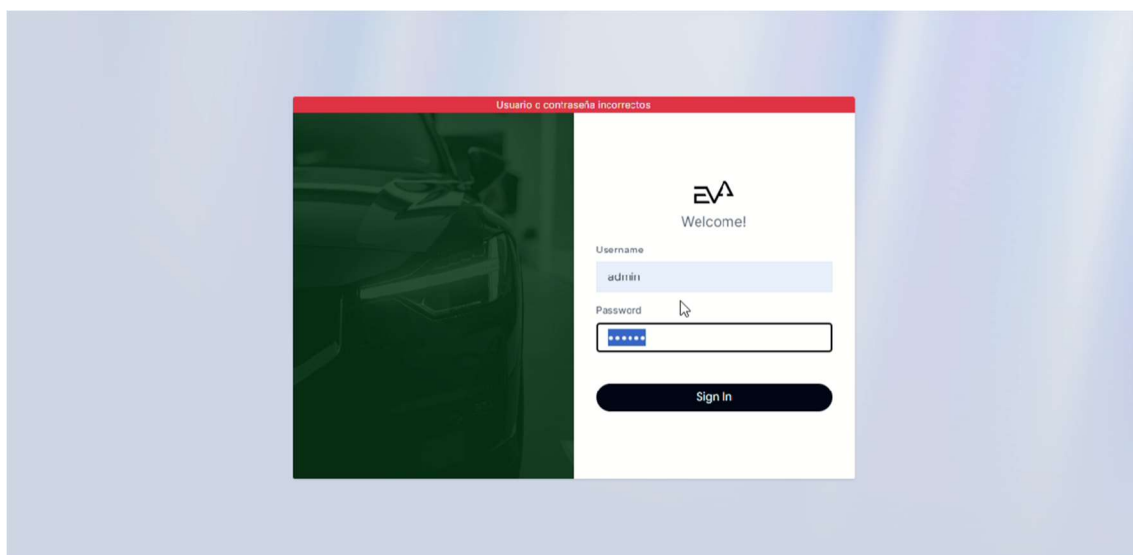 Usuario o contraseña incorrectos
EVA
Welcome!
Username
admin
Password
••••••
Sign In